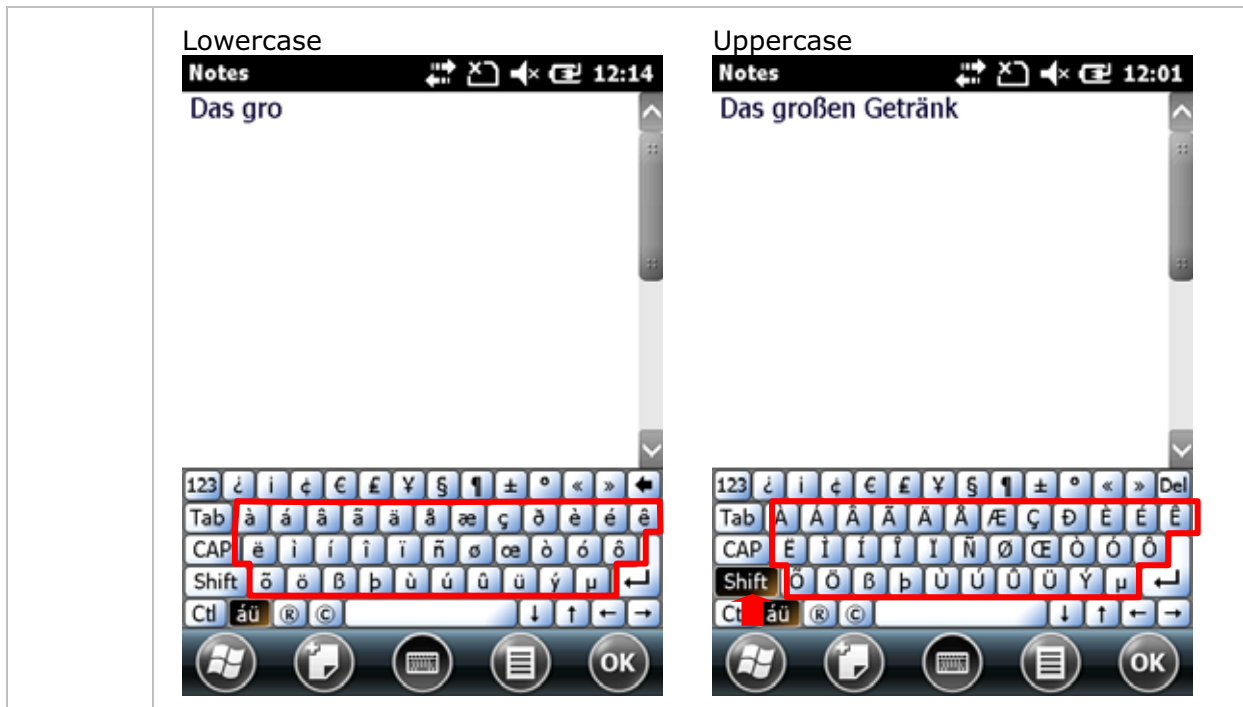 Lowercase
Notes 12:14
Das gro
123 ¿ ¡ ¢ € £ ¥ § ¶ ± º « »
Tab à á â ã ä å æ ç ð è é ê
CAP ë ì í î ï ñ ø œ ò ó ô
Shift õ ö ß þ ù ú û ü ý µ
Ctl áü ® ©  ↓ ↑ ← →
OK
Uppercase
Notes 12:01
Das großen Getränk
123 ¿ ¡ ¢ € £ ¥ § ¶ ± º « » Del
Tab À Á Â Ã Ä Å Æ Ç Ð È É Ê
CAP Ë Ì Í Î Ï Ñ Ø Œ Ò Ó Ô
Shift Õ Ö ß þ Ù Ú Û Ü Ý µ
Ct áü ® © ↓ ↑ ← →
OK